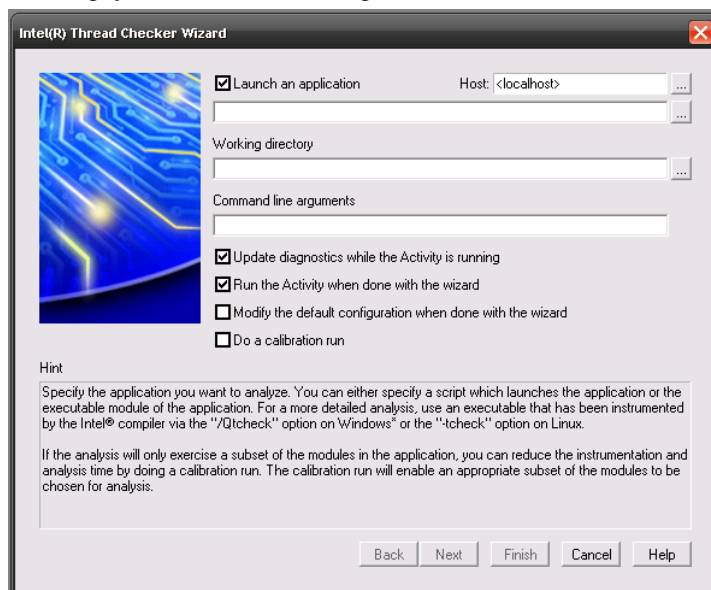 Intel(R) Thread Checker Wizard
Launch an application
Host: <localhost>
...
...
Working directory
...
Command line arguments
Update diagnostics while the Activity is running
Run the Activity when done with the wizard
Modify the default configuration when done with the wizard
Do a calibration run
Hint
Specify the application you want to analyze. You can either specify a script which launches the application or the
executable module of the application. For a more detailed analysis, use an executable that has been instrumented
by the Intel® compiler via the "/Qtcheck" option on Windows* or the "-tcheck" option on Linux.
If the analysis will only exercise a subset of the modules in the application, you can reduce the instrumentation and
analysis time by doing a calibration run. The calibration run will enable an appropriate subset of the modules to be
chosen for analysis.
Back Next Finish Cancel Help